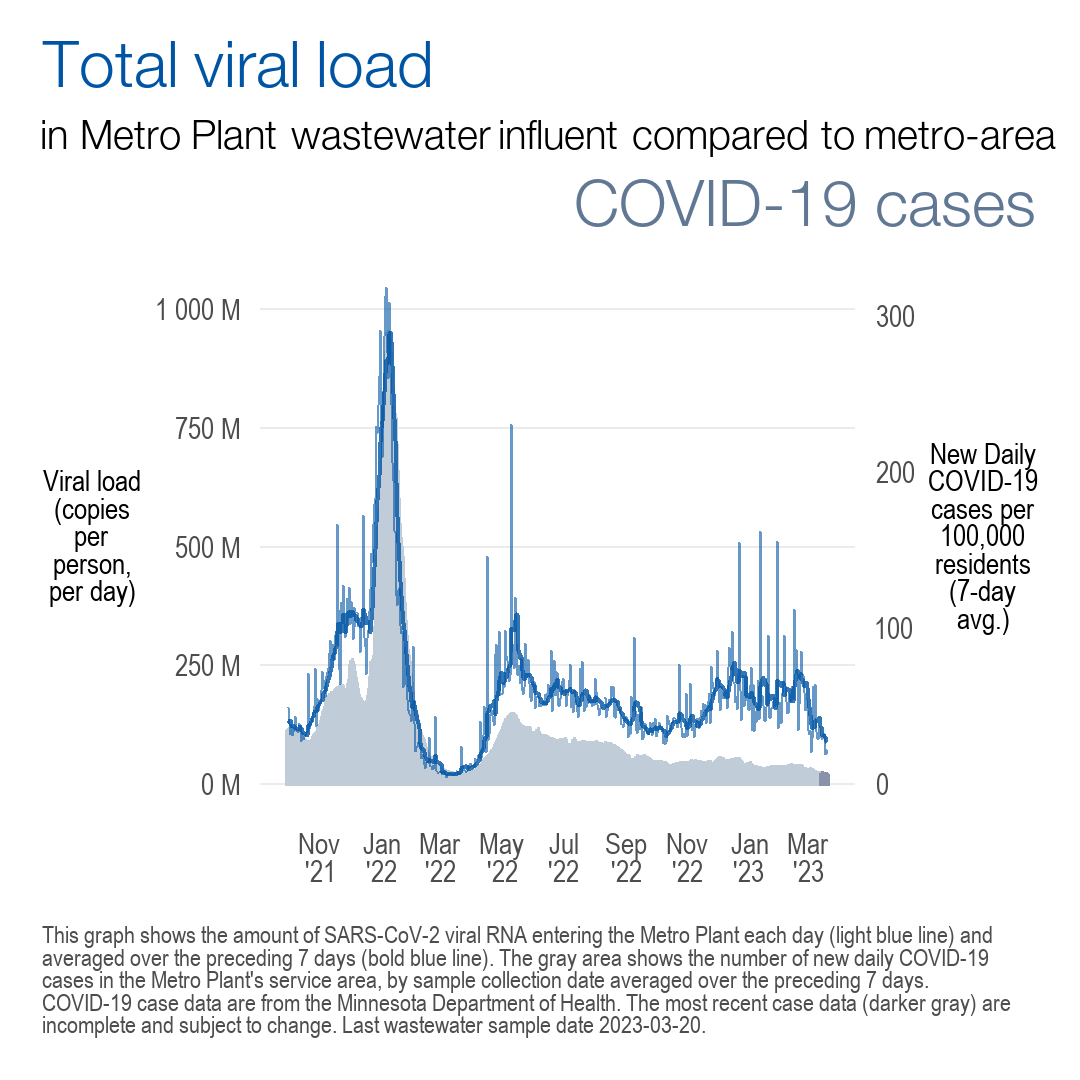 Total viral load
in Metro Plant wastewater influent compared to metro-area
COVID-19 cases
1 000 M
750 M
500 M
250 M
0 M
Viral load
(copies
per
person,
per day)
300
200
100
0
New Daily
COVID-19
cases per
100,000
residents
(7-day
avg.)
Nov Jan Mar May Jul Sep Nov Jan Mar
'21 '22 '22 '22 '22 '22 '22 '23 '23
This graph shows the amount of SARS-CoV-2 viral RNA entering the Metro Plant each day (light blue line) and
averaged over the preceding 7 days (bold blue line). The gray area shows the number of new daily COVID-19
cases in the Metro Plant's service area, by sample collection date averaged over the preceding 7 days.
COVID-19 case data are from the Minnesota Department of Health. The most recent case data (darker gray) are
incomplete and subject to change. Last wastewater sample date 2023-03-20.